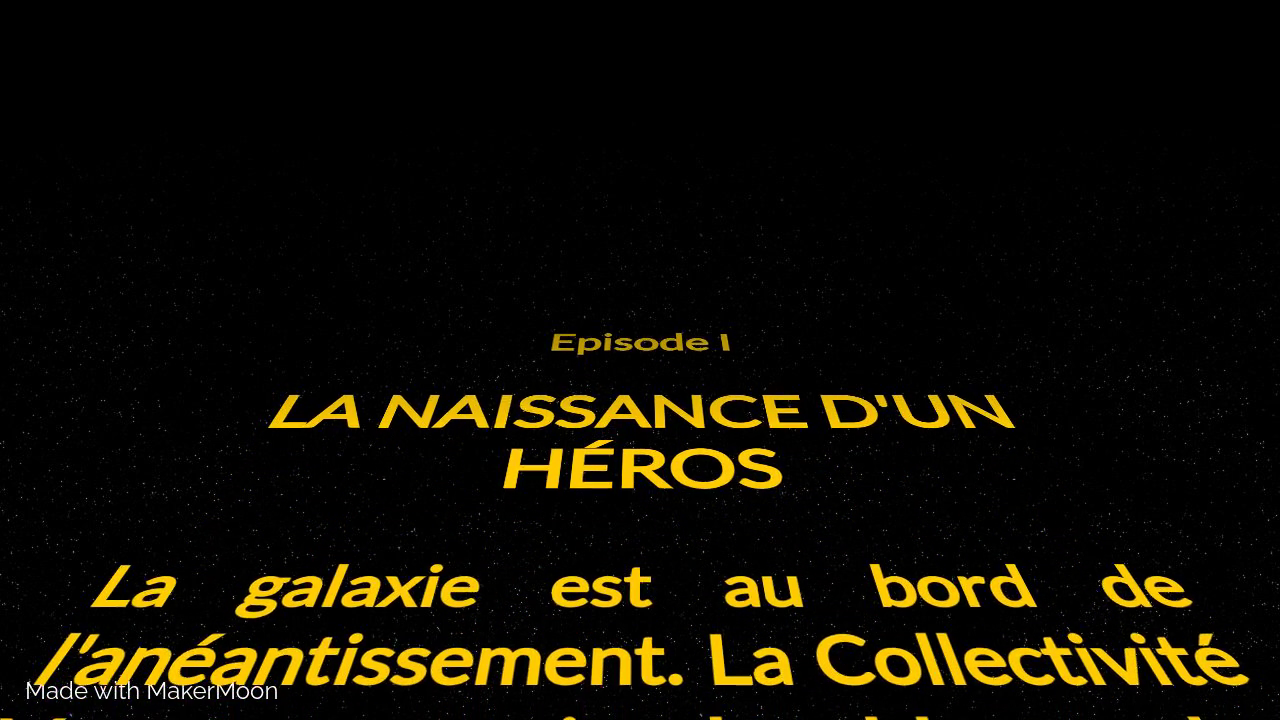 Episode I
LA NAISSANCE D'UN
HÉROS
La galaxie est au bord de
l'anéantissement. La Collectivité
Made with MakerMoon